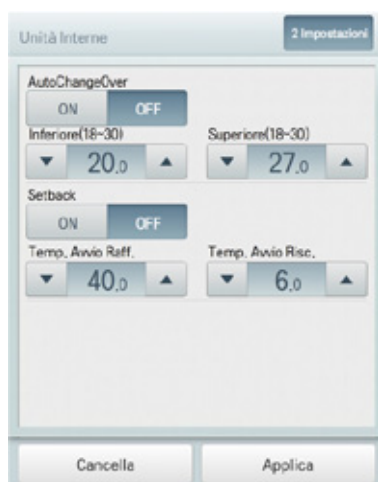 Unità Interne 2 Impostazioni
AutoChangeOver
ON OFF
Inferiore(18~30) Superiore(18~30)
▼ 20.0 ▲ ▼ 27.0 ▲
Setback
ON OFF
Temp. Avvio Raff. Temp. Avvio Risc.
▼ 40.0 ▲ ▼ 6.0 ▲
Cancella Applica